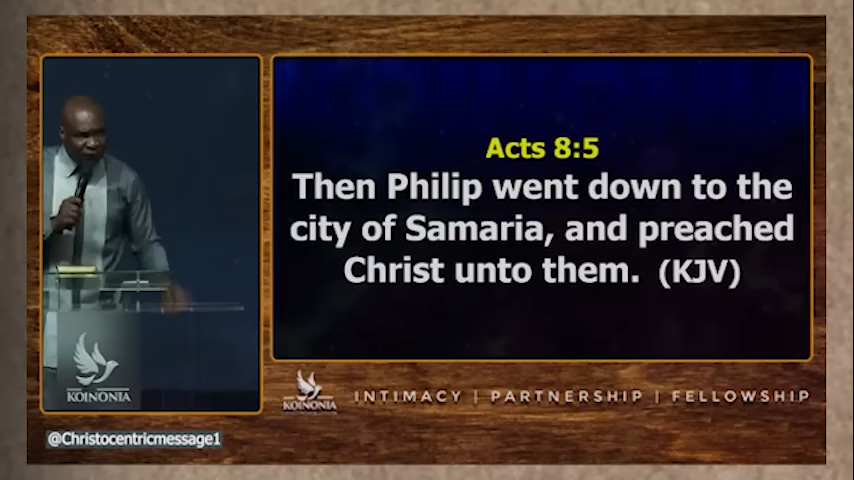 Acts 8:5
Then Philip went down to the
city of Samaria, and preached
Christ unto them. (KJV)
KOINONIA
KOINONIA
INTIMACY | PARTNERSHIP | FELLOWSHIP
@Christocentricmessage1